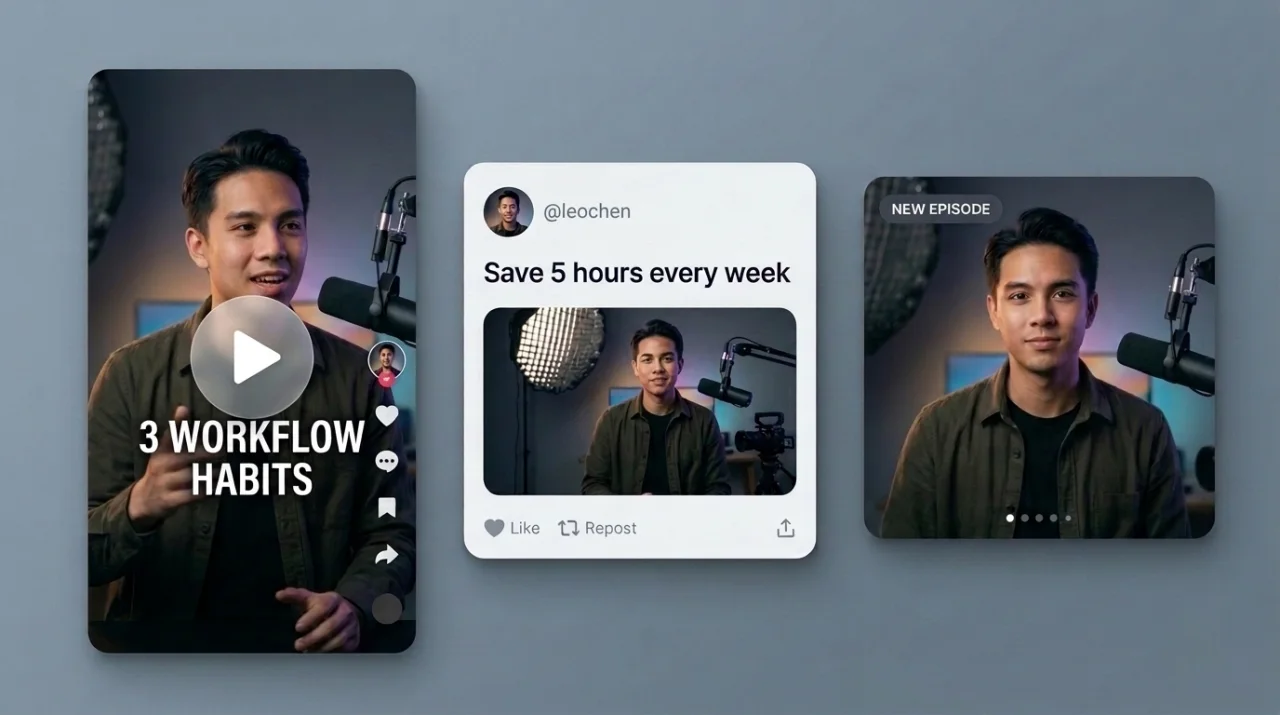 3 WORKFLOW
HABITS
@leochen
Save 5 hours every week
Like
Repost
NEW EPISODE